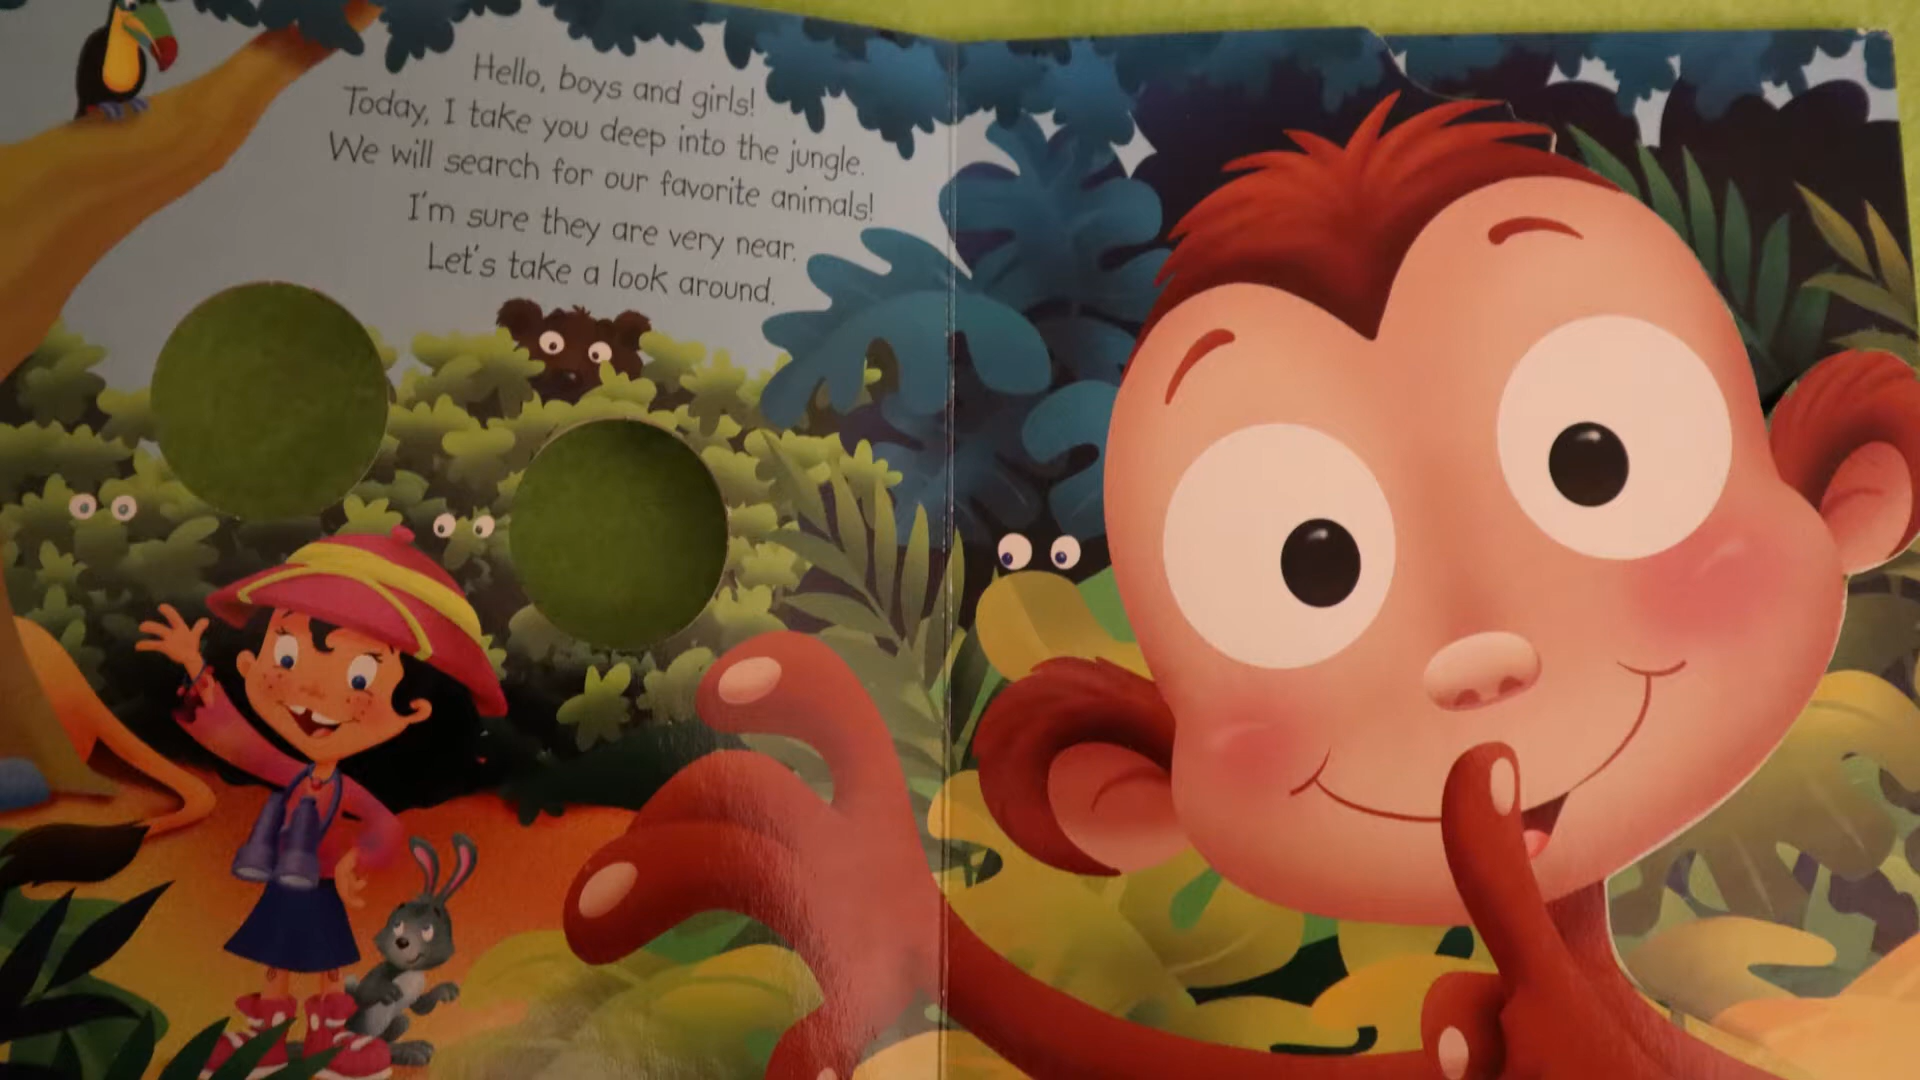 Hello, boys and girls!
Today, I take you deep into the jungle.
We will search for our favorite animals!
I'm sure they are very near.
Let's take a look around.